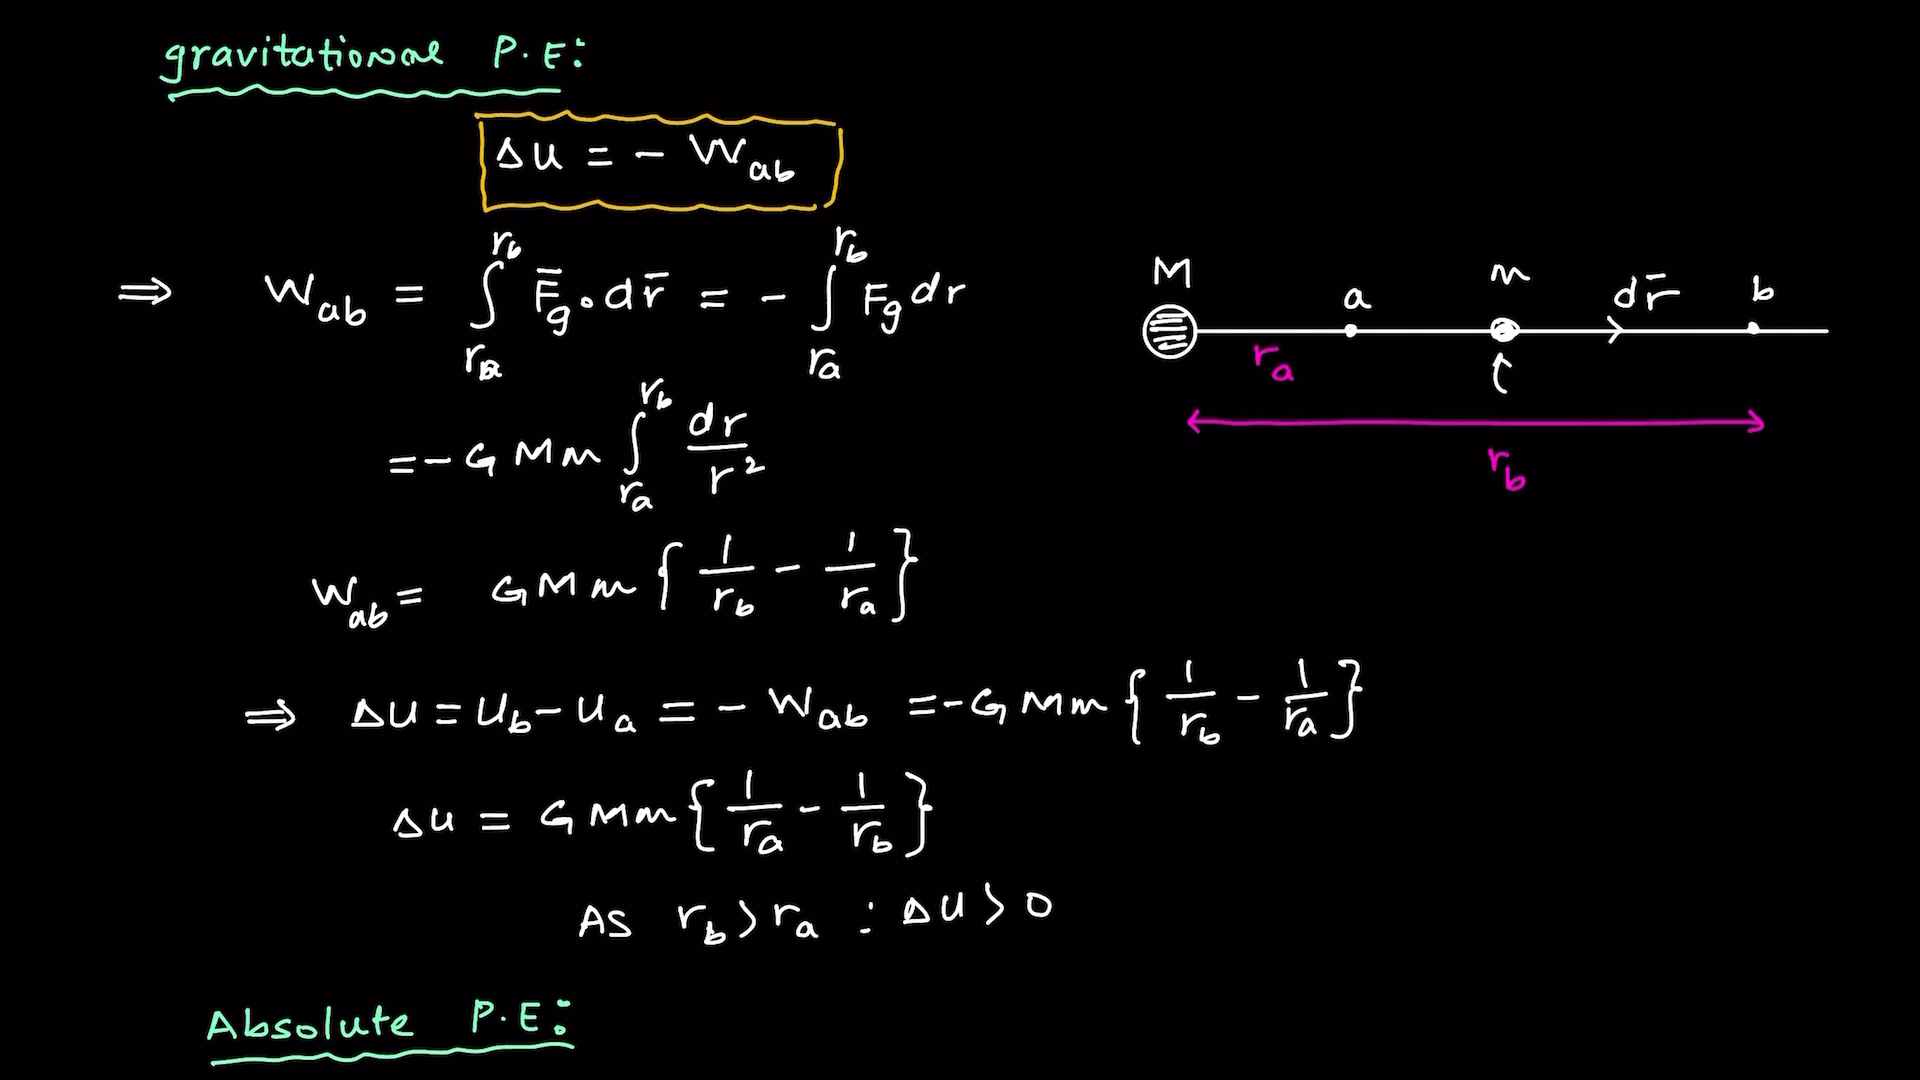 gravitational P.E:
ΔU = - W_ab
⇒ W_ab = ∫_{r_a}^{r_b} F̄_g · dr̄ = - ∫_{r_a}^{r_b} F_g dr
= - G M m ∫_{r_a}^{r_b} dr/r²
W_ab = G M m { 1/r_b - 1/r_a }
⇒ ΔU = U_b - U_a = - W_ab = - G M m { 1/r_b - 1/r_a }
ΔU = G M m { 1/r_a - 1/r_b }
As r_b > r_a : ΔU > 0
Absolute P.E:
M a m dr̄ b
r_a
r_b